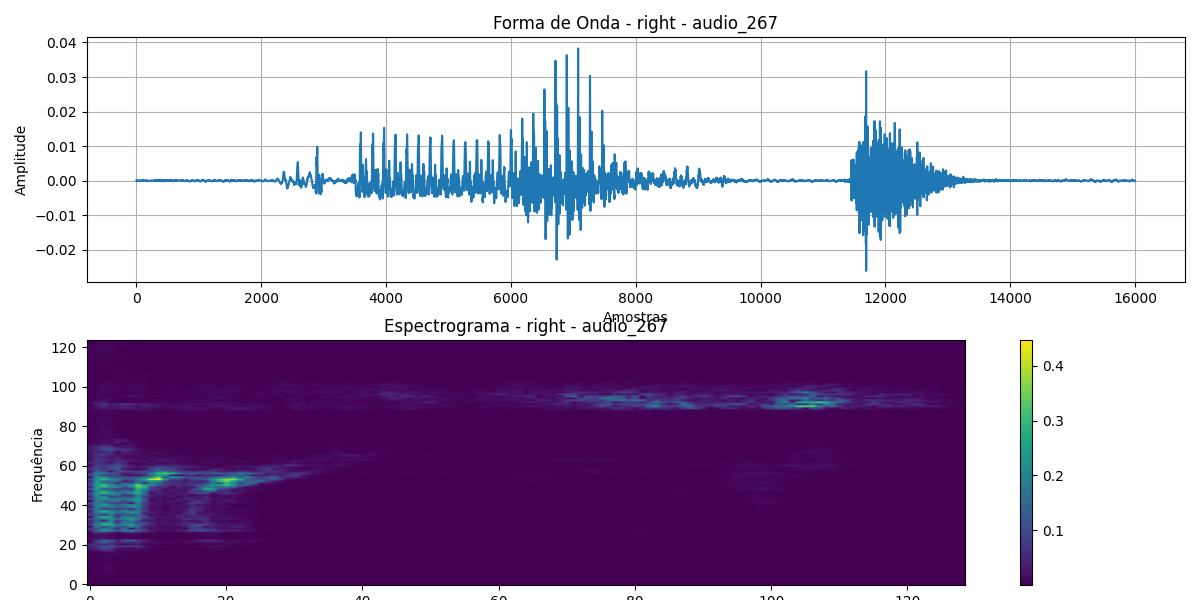 Forma de Onda - right - audio_267
0.04
0.03
0.02
0.01
0.00
−0.01
−0.02
Amplitude
0 2000 4000 6000 8000 10000 12000 14000 16000
Amostras
Espectrograma - right - audio_267
120
100
80
60
40
20
0
Frequência
0.4
0.3
0.2
0.1
0 20 40 60 80 100 120